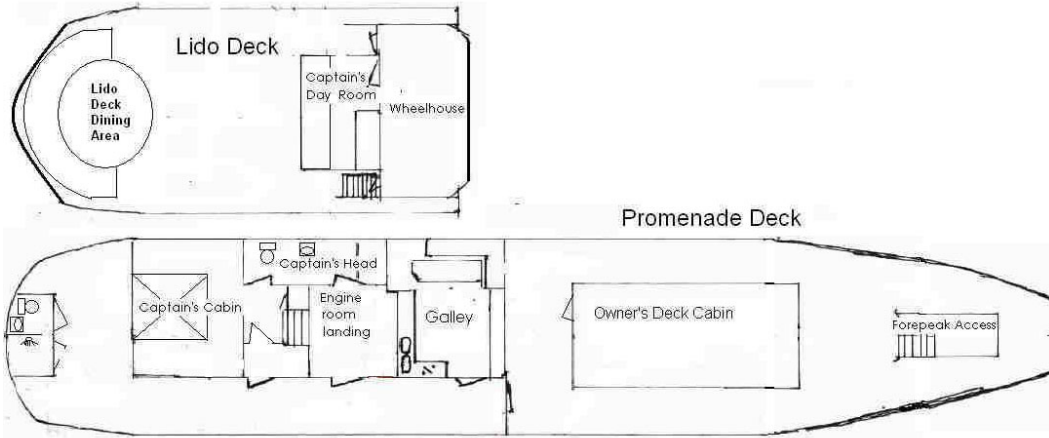 Lido Deck
Lido
Deck
Dining
Area
Captain's
Day Room
Wheelhouse
Promenade Deck
Captain's Head
Captain's Cabin
Engine
room
landing
Galley
Owner's Deck Cabin
Forepeak Access